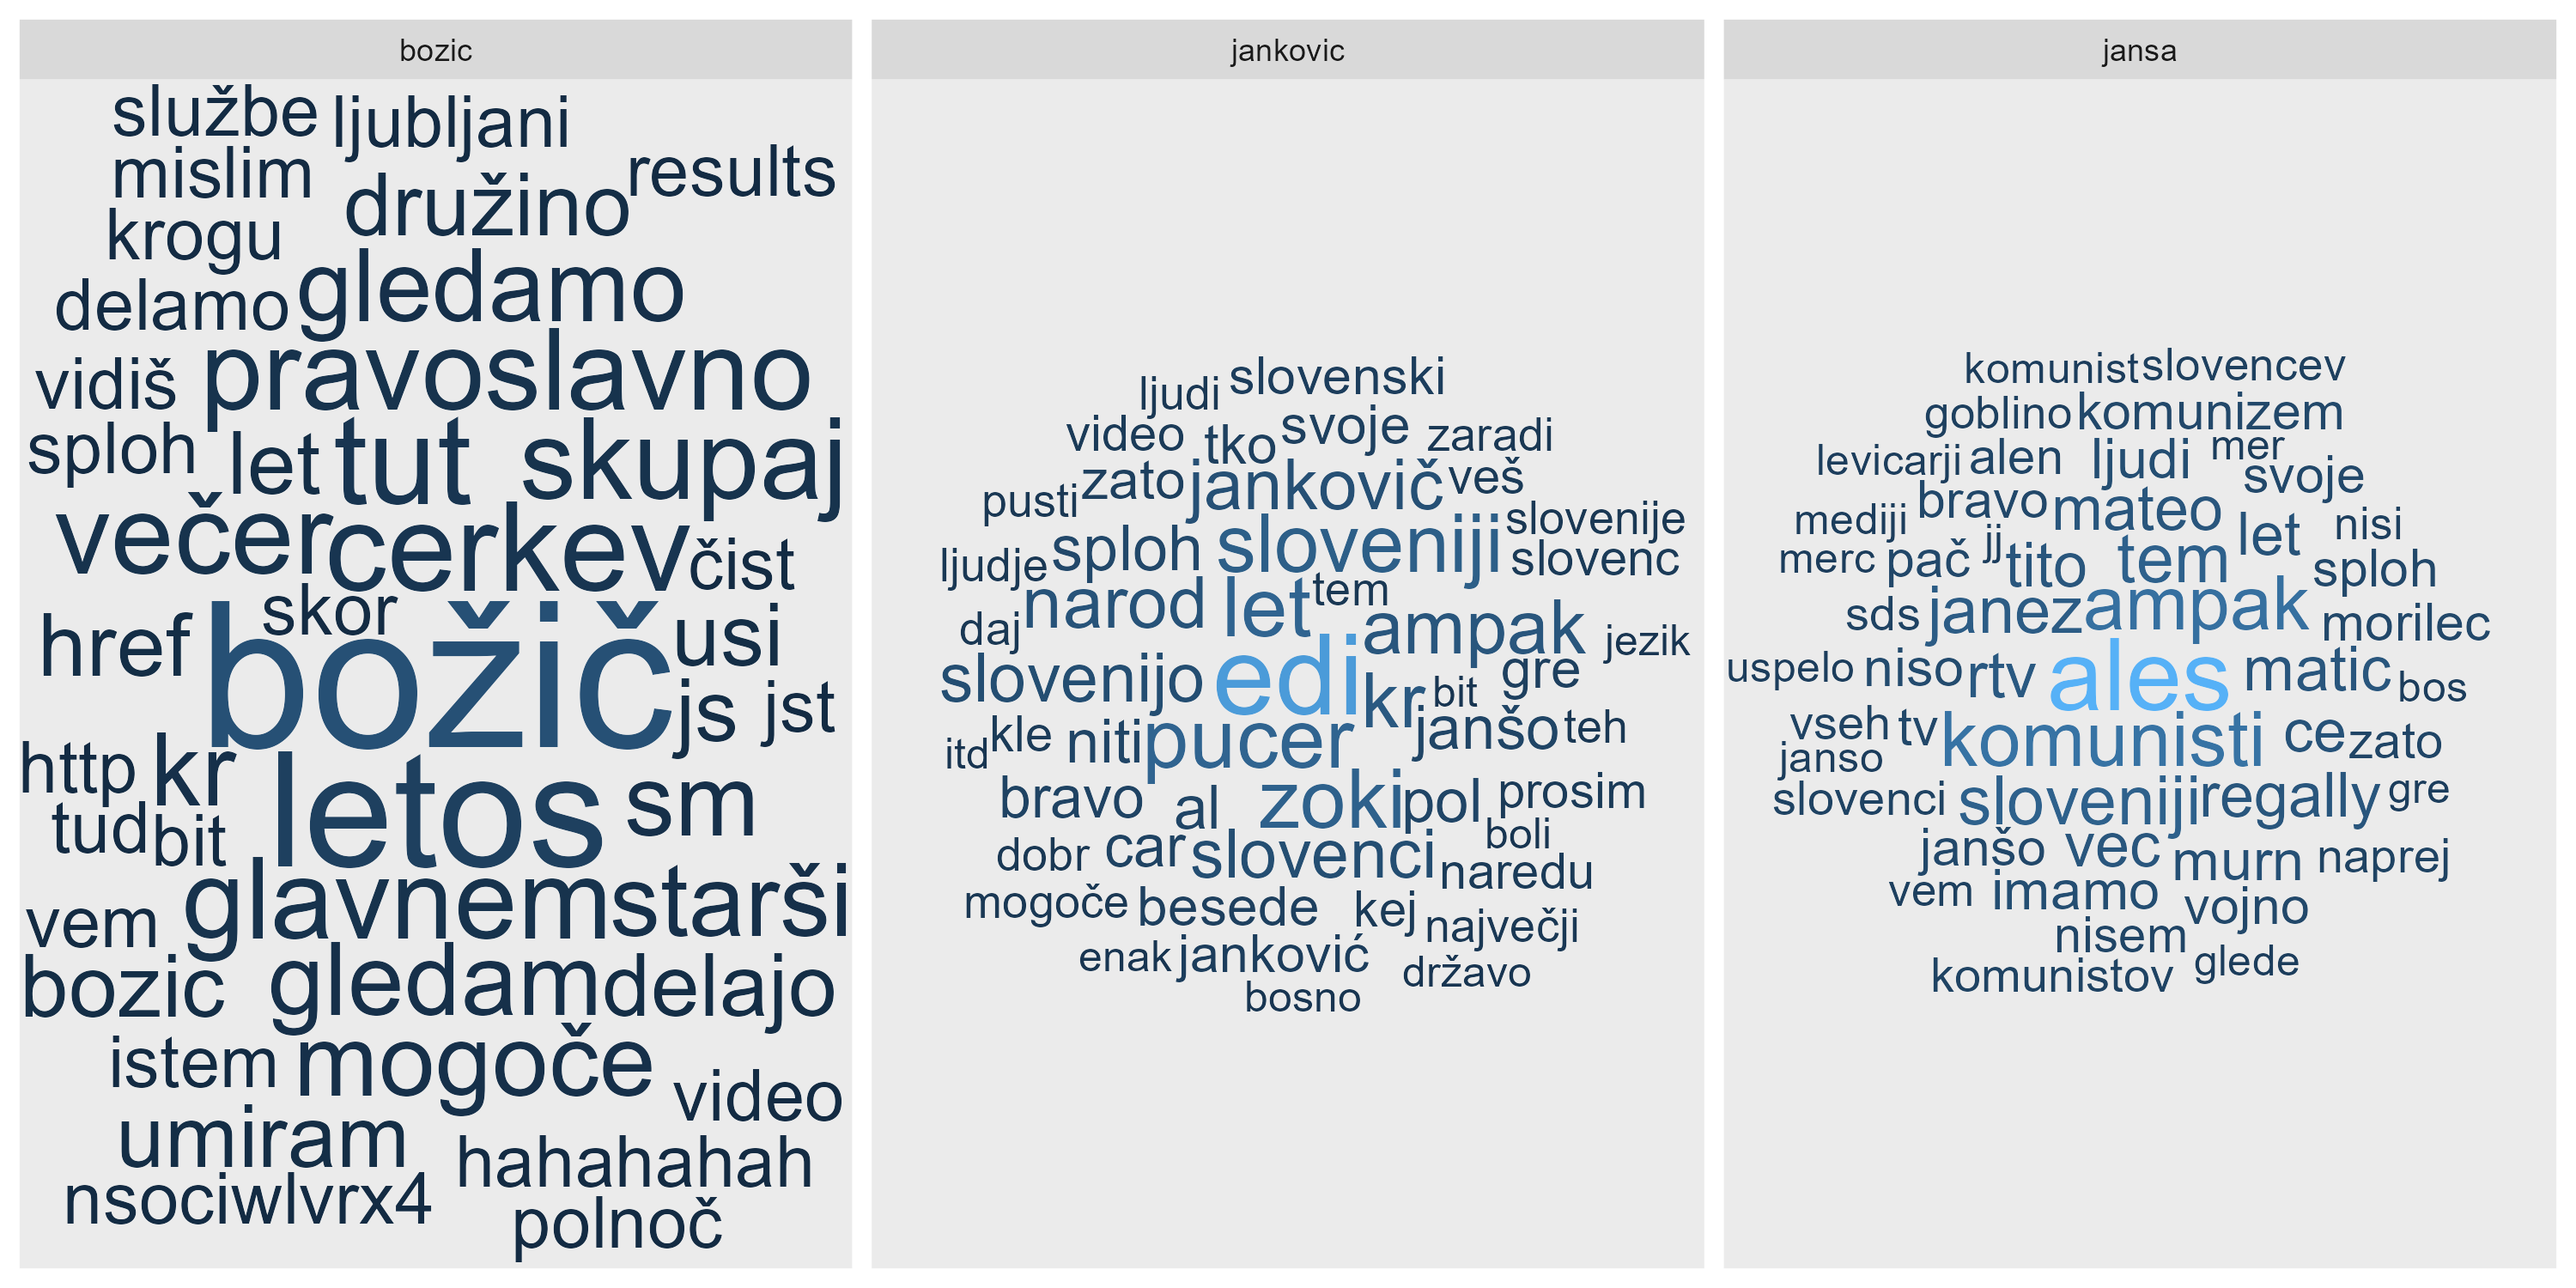 bozic
službe ljubljani
mislim results
družino
krogu
gledamo
delamo
pravoslavno
vidiš
sploh let tut skupaj
večer cerkev čist
skor
href božič usi
js jst
http kr
letos sm
tud bit
glavnem starši
vem
bozic gledam delajo
istem mogoče
video
umiram
hahahahah
nsociwlvrx4
polnoč
jankovic
ljudi slovenski
video tko svoje zaradi
pusti zato jankovič veš
slovenije
ljudje sploh sloveniji slovenc
narod let tem
daj ampak jezik
slovenijo edi kr bit gre
itd kle niti pucer janšo teh
bravo al zoki pol prosim
boli
dobr car slovenci naredu
mogoče besede kej največji
enak janković državo
bosno
jansa
komunist slovencev
goblino komunizem
levicarji alen ljudi mer
svoje
mediji bravo mateo let nisi
jj
merc pač tito tem sploh
sds janez ampak morilec
uspelo niso rtv ales matic bos
vseh tv komunisti ce zato
janso
slovenci sloveniji regally gre
janšo vec murn naprej
vem imamo vojno
nisem
komunistov glede